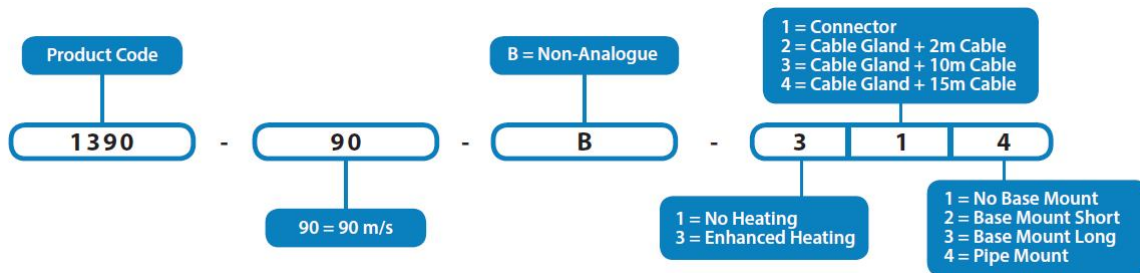 Product Code
B = Non-Analogue
1 = Connector
2 = Cable Gland + 2m Cable
3 = Cable Gland + 10m Cable
4 = Cable Gland + 15m Cable
1390 - 90 - B - 3 1 4
90 = 90 m/s
1 = No Heating
3 = Enhanced Heating
1 = No Base Mount
2 = Base Mount Short
3 = Base Mount Long
4 = Pipe Mount